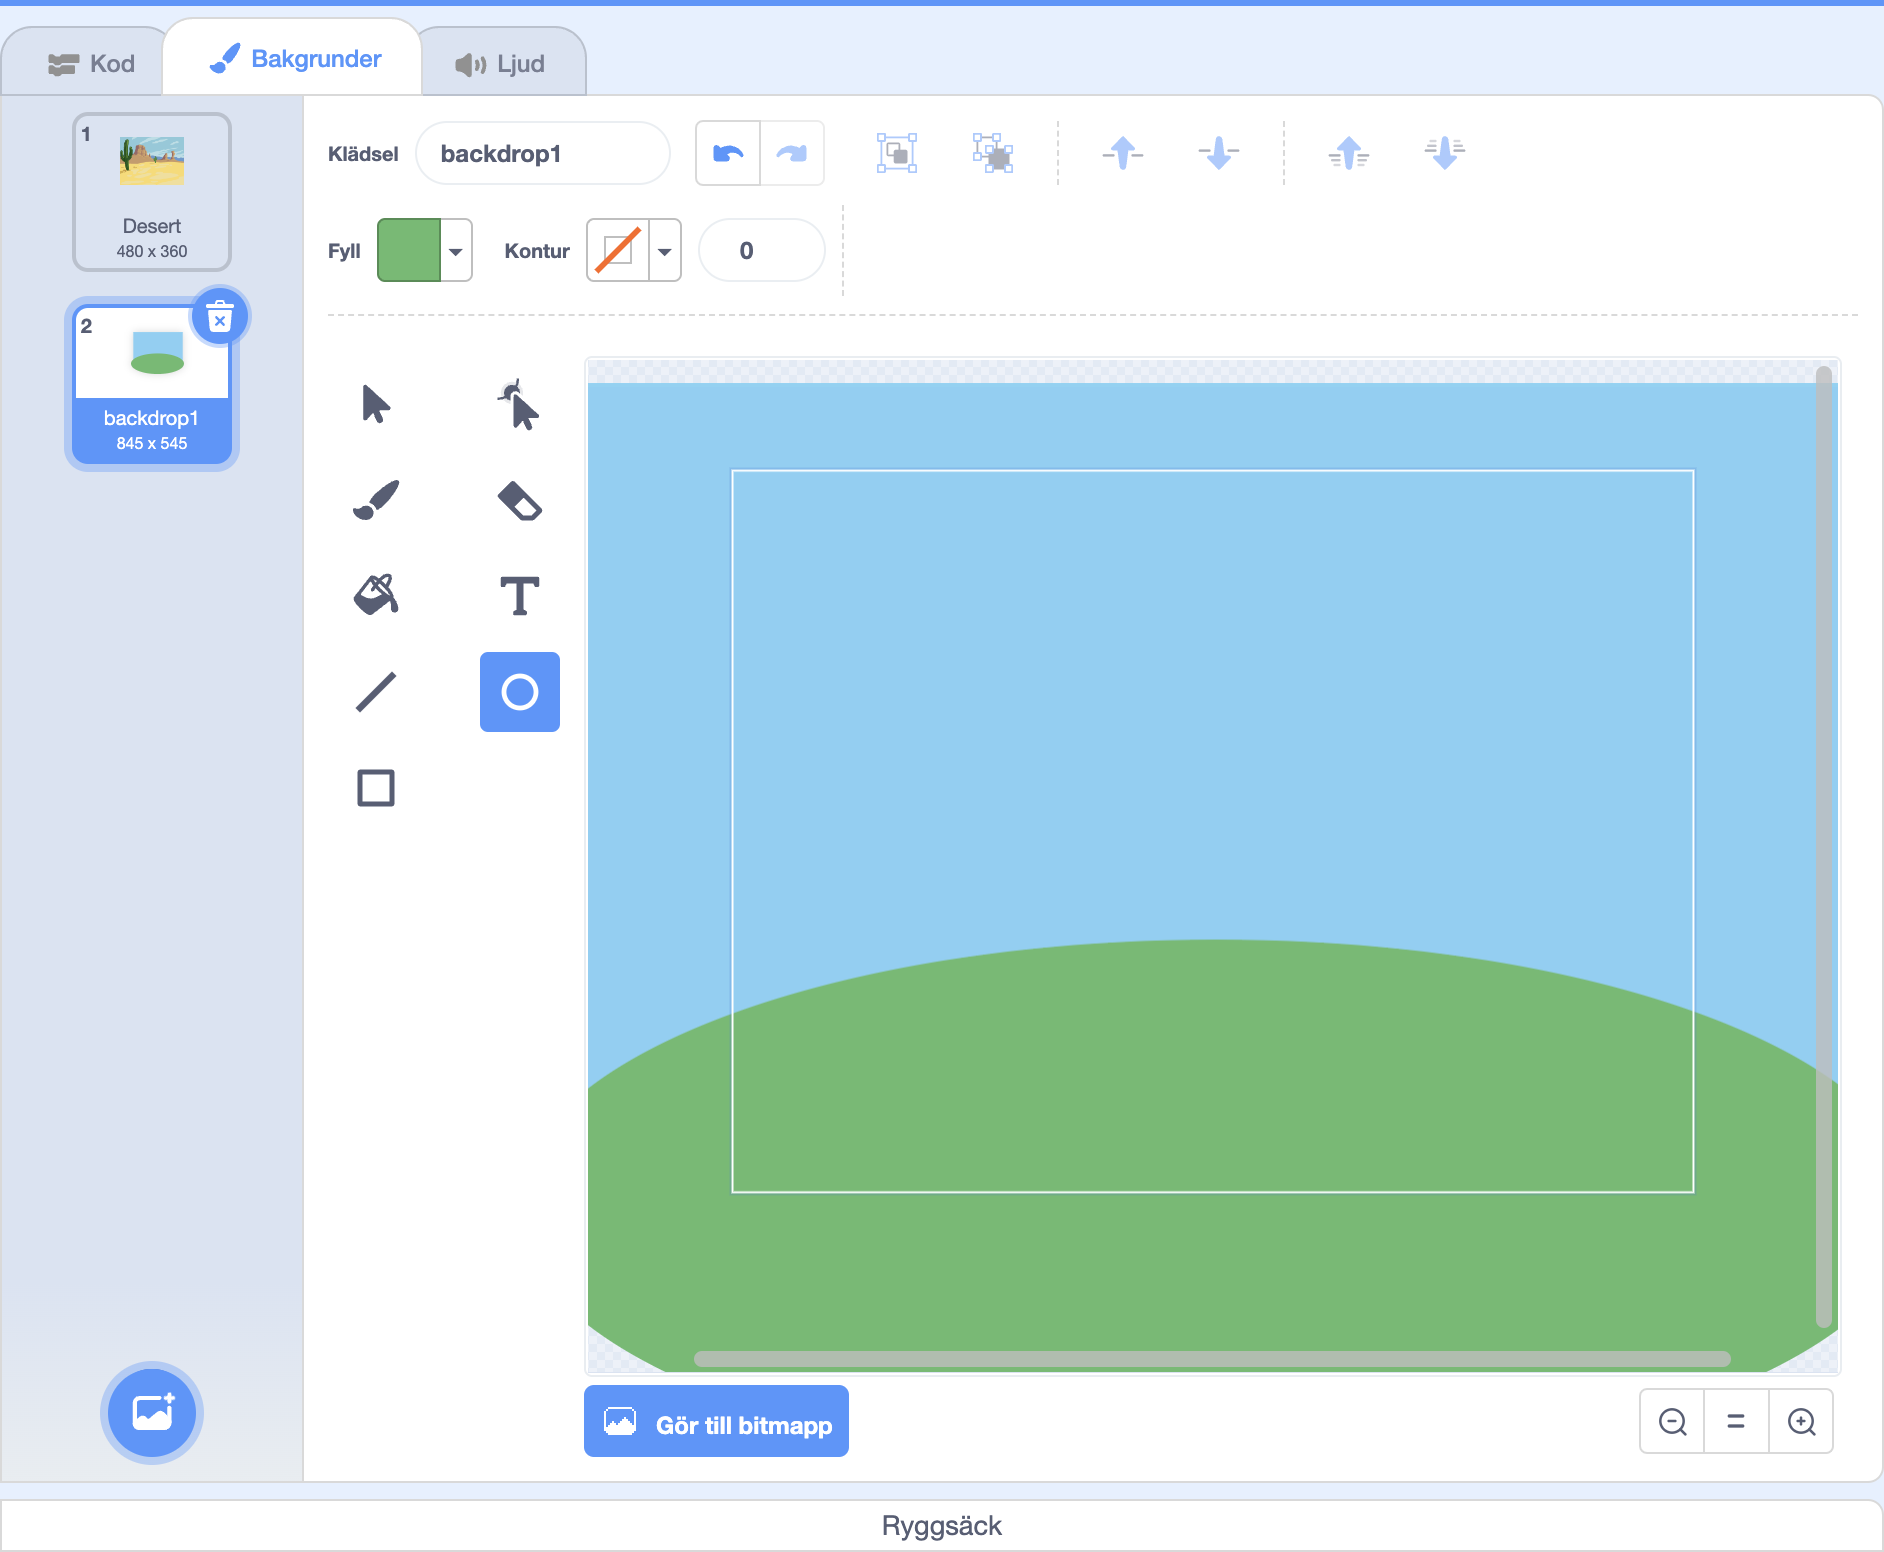 Kod
Bakgrunder
Ljud
1
Desert
480 x 360
2
backdrop1
845 x 545
Klädsel
backdrop1
Fyll
Kontur
0
T
Gör till bitmapp
Ryggsäck